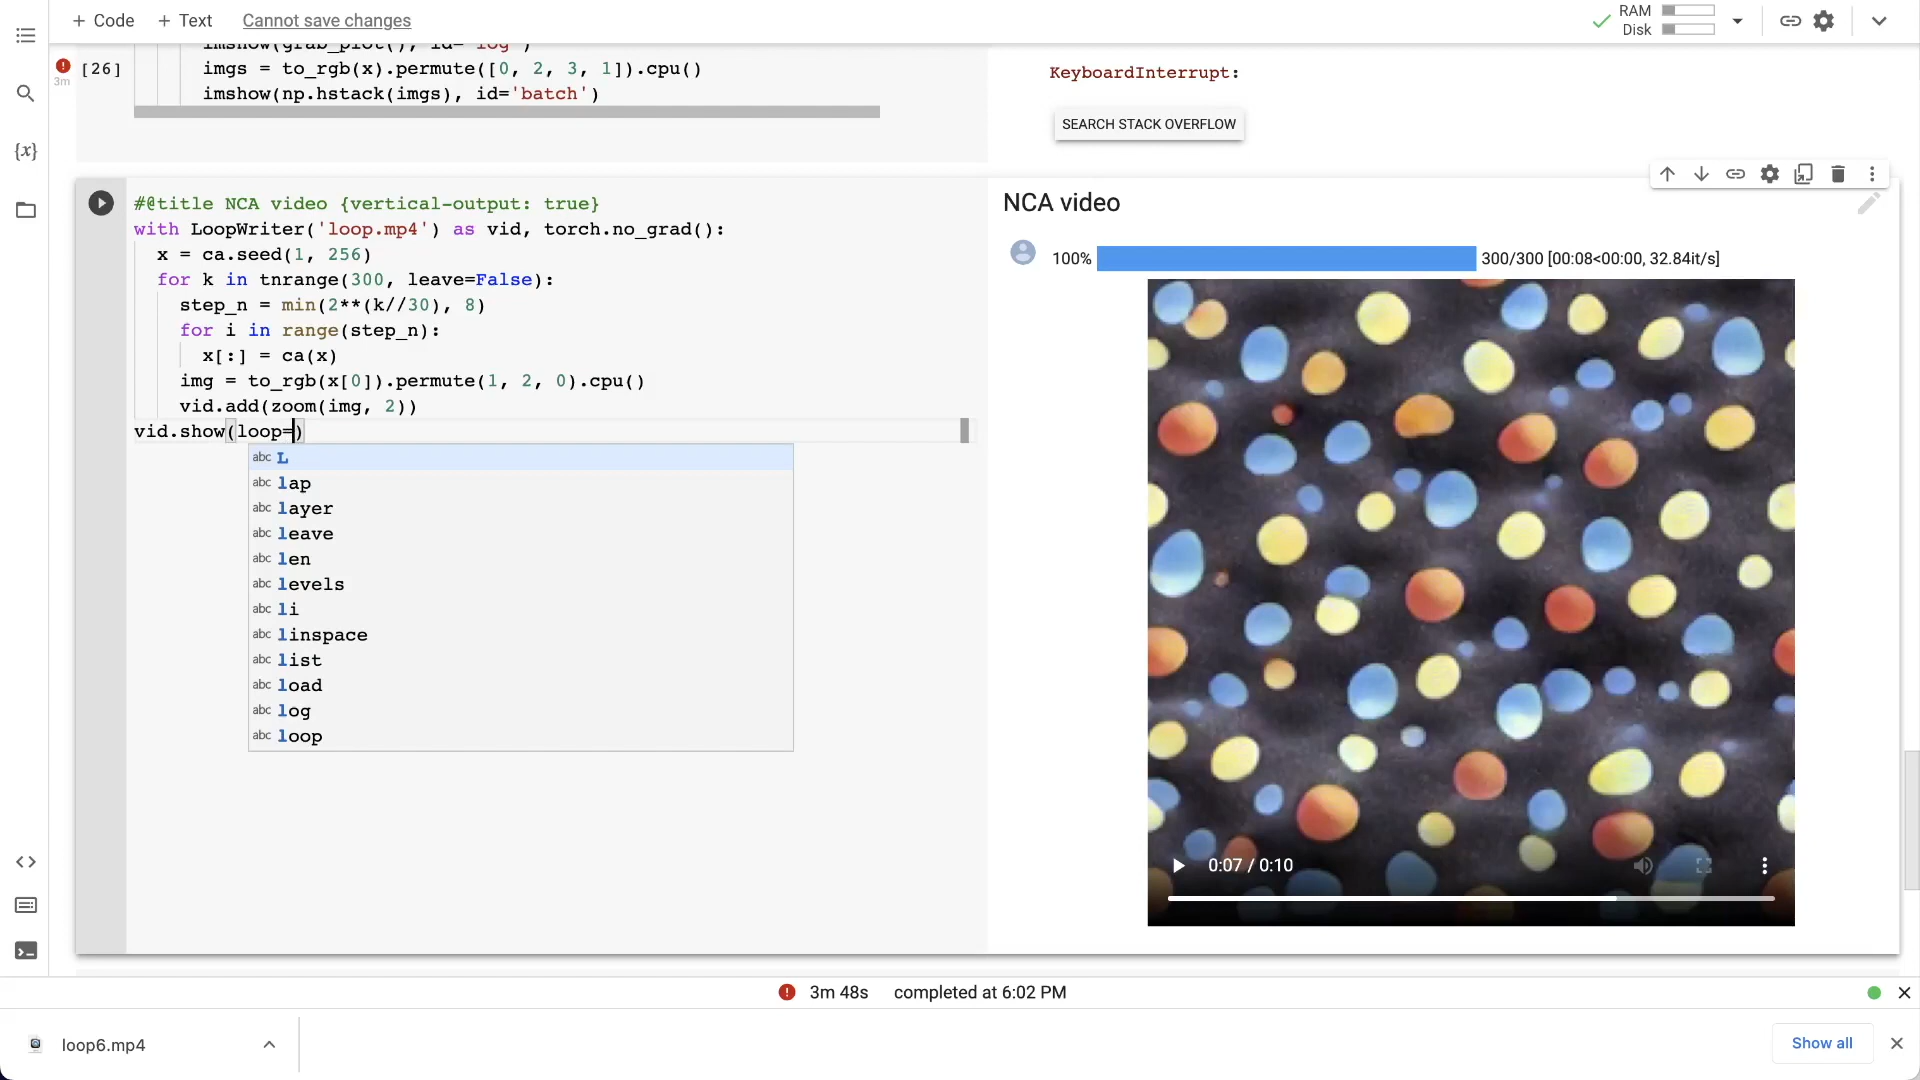 + Code + Text Cannot save changes
RAM
Disk
imshow(grab_plot(), id='log')
[26]
3m
imgs = to_rgb(x).permute([0, 2, 3, 1]).cpu()
imshow(np.hstack(imgs), id='batch')
KeyboardInterrupt:
SEARCH STACK OVERFLOW
{x}
#@title NCA video {vertical-output: true}
with LoopWriter('loop.mp4') as vid, torch.no_grad():
x = ca.seed(1, 256)
for k in tnrange(300, leave=False):
step_n = min(2**(k//30), 8)
for i in range(step_n):
x[:] = ca(x)
img = to_rgb(x[0]).permute(1, 2, 0).cpu()
vid.add(zoom(img, 2))
vid.show(loop=)
abc L
abc lap
abc layer
abc leave
abc len
abc levels
abc li
abc linspace
abc list
abc load
abc log
abc loop
NCA video
100% 300/300 [00:08<00:00, 32.84it/s]
0:07 / 0:10
3m 48s completed at 6:02 PM
loop6.mp4
Show all